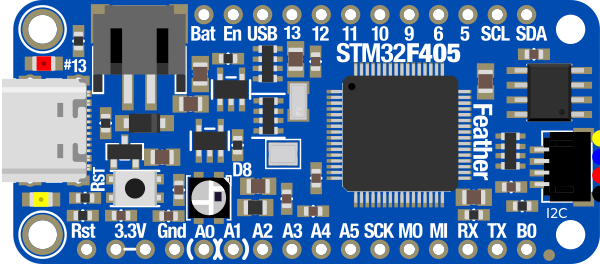 Bat En USB 13 12 11 10 9 6 5 SCL SDA
#13
STM32F405
Feather
RST
D8
I2C
Rst 3.3V Gnd A0 A1 A2 A3 A4 A5 SCK MO MI RX TX B0